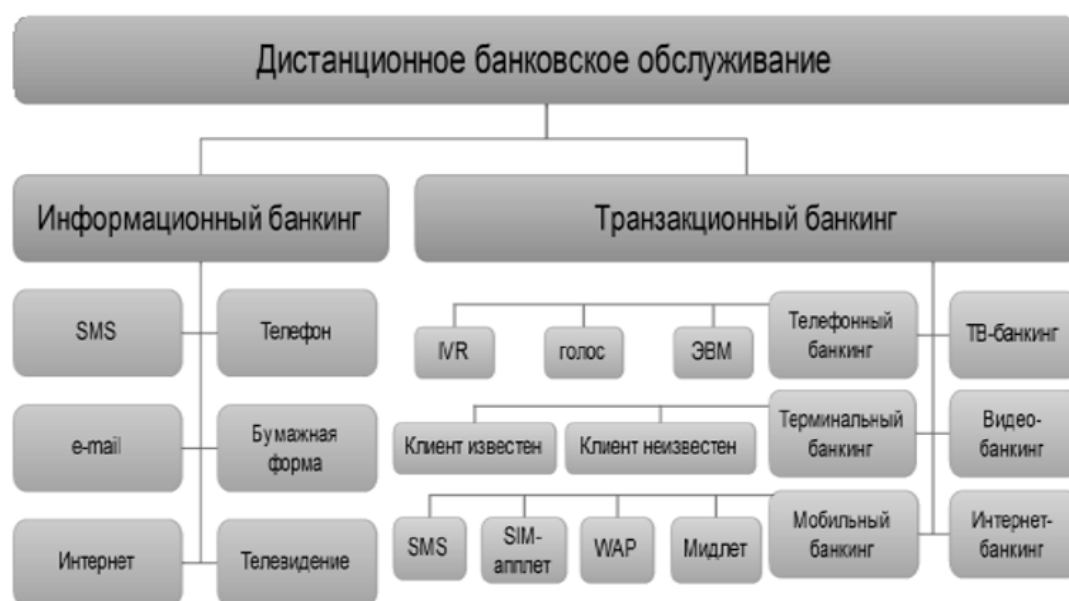 Дистанционное банковское обслуживание
Информационный банкинг
Транзакционный банкинг
SMS
Телефон
IVR
голос
ЭВМ
Телефонный
банкинг
ТВ-банкинг
e-mail
Бумажная
форма
Клиент известен
Клиент неизвестен
Терминальный
банкинг
Видео-
банкинг
Интернет
Телевидение
SMS
SIM-
апплет
WAP
Мидлет
Мобильный
банкинг
Интернет-
банкинг